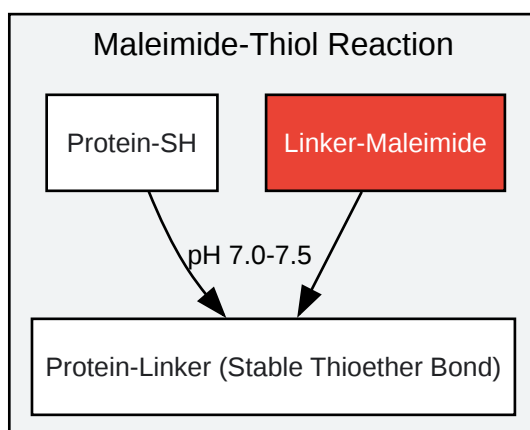 Maleimide-Thiol Reaction
Protein-SH
Linker-Maleimide
pH 7.0-7.5
Protein-Linker (Stable Thioether Bond)